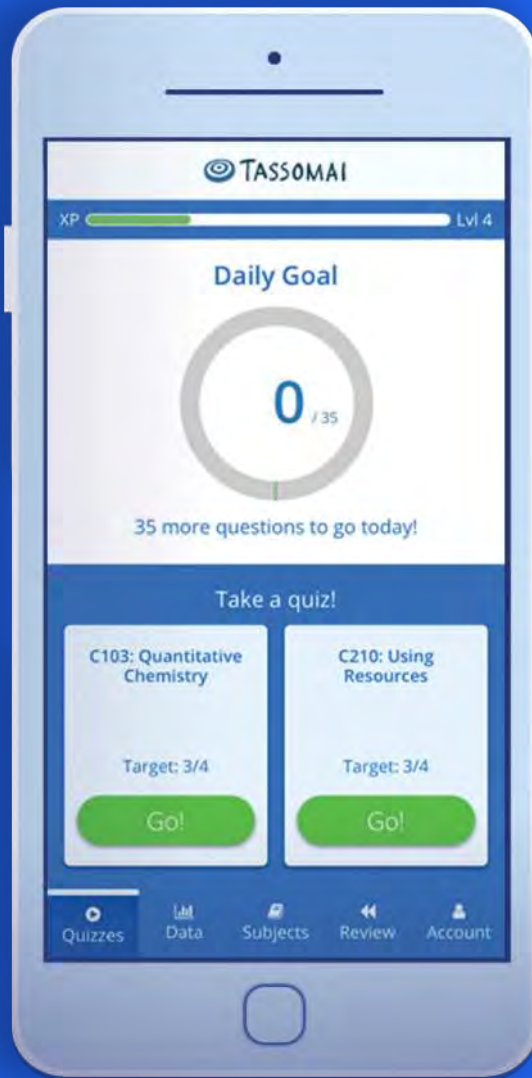 TASSOMAI
XP Lvl 4
Daily Goal
0 / 35
35 more questions to go today!
Take a quiz!
C103: Quantitative
Chemistry
Target: 3/4
Go!
C210: Using
Resources
Target: 3/4
Go!
Quizzes Data Subjects Review Account